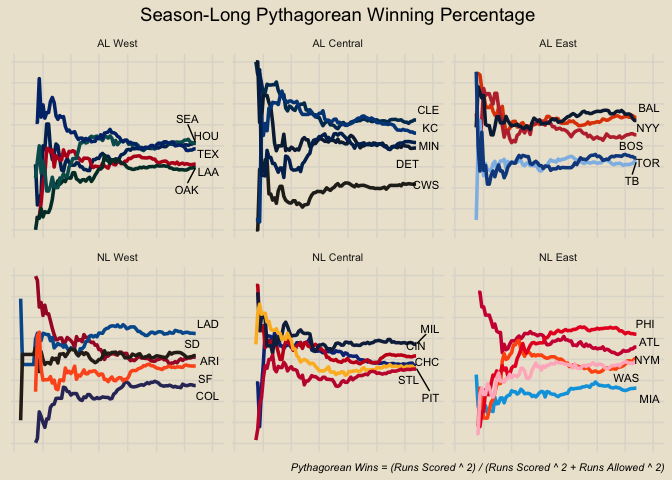 Season-Long Pythagorean Winning Percentage
AL West
AL Central
AL East
SEA
HOU
TEX
LAA
OAK
CLE
KC
MIN
DET
CWS
BAL
NYY
BOS
TOR
TB
NL West
NL Central
NL East
LAD
SD
ARI
SF
COL
MIL
CIN
CHC
STL
PIT
PHI
ATL
NYM
WAS
MIA
Pythagorean Wins = (Runs Scored ^ 2) / (Runs Scored ^ 2 + Runs Allowed ^ 2)